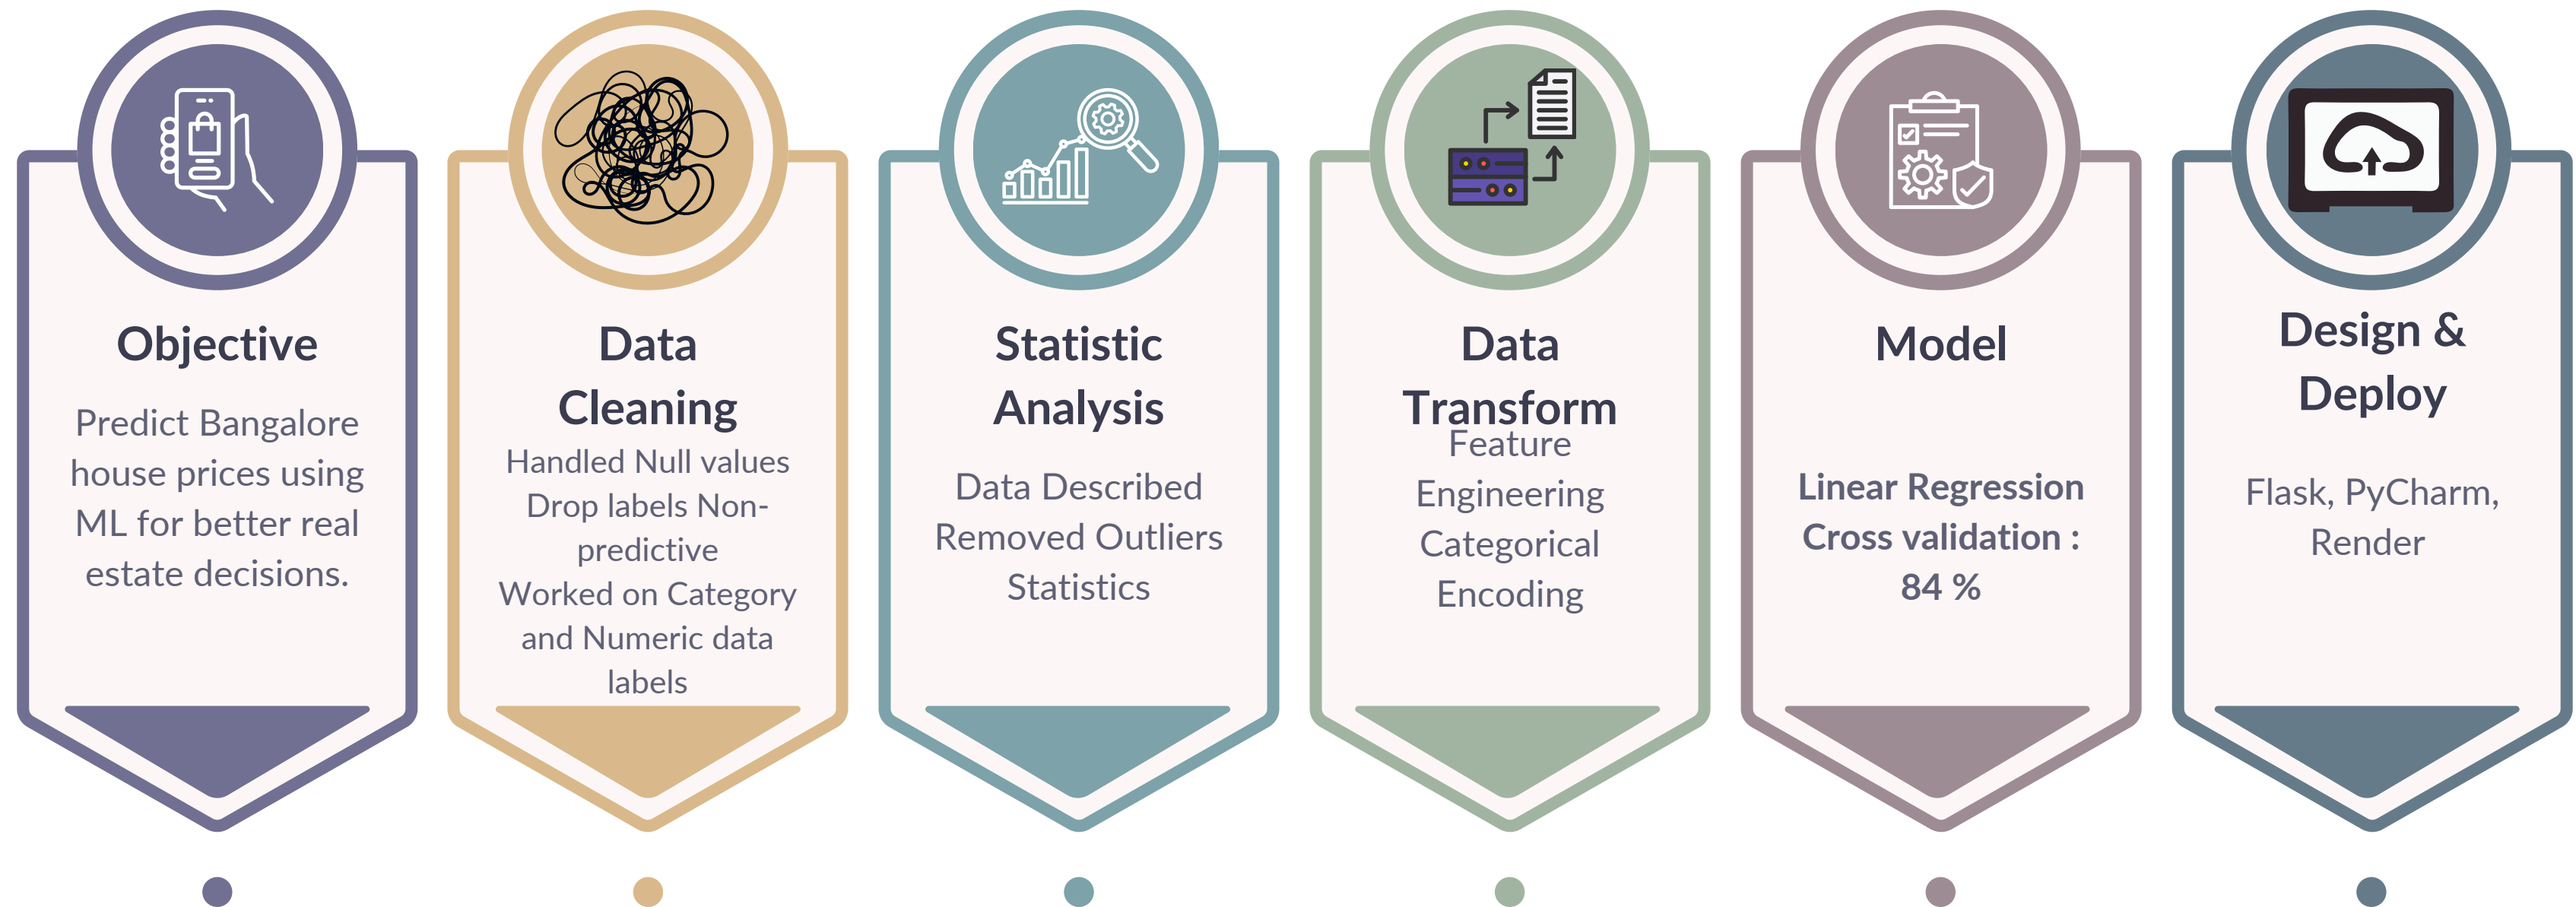 Objective
Predict Bangalore
house prices using
ML for better real
estate decisions.
Data
Cleaning
Handled Null values
Drop labels Non-
predictive
Worked on Category
and Numeric data
labels
Statistic
Analysis
Data Described
Removed Outliers
Statistics
Data
Transform
Feature
Engineering
Categorical
Encoding
Model
Linear Regression
Cross validation :
84 %
Design &
Deploy
Flask, PyCharm,
Render